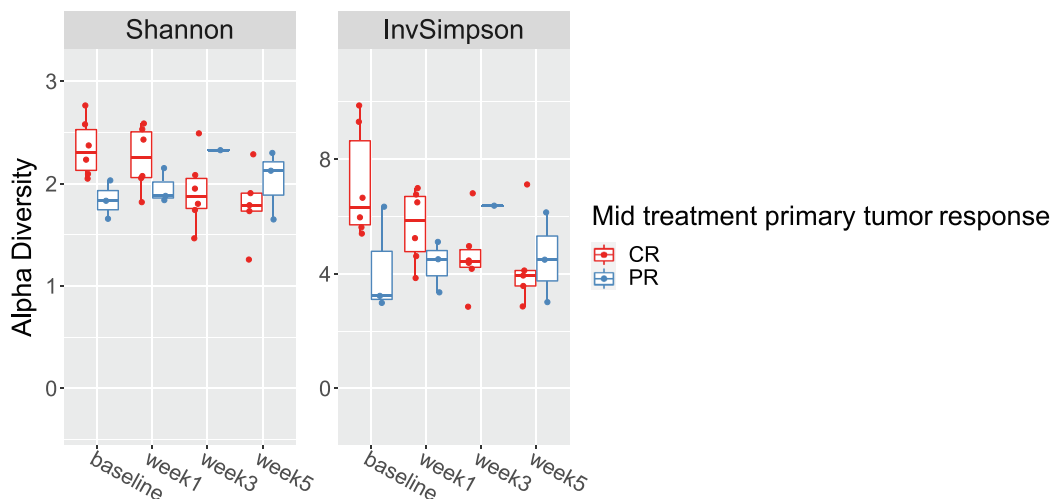 Shannon
InvSimpson
Alpha Diversity
3
2
1
0
8
4
0
baseline
week1
week3
week5
baseline
week1
week3
week5
Mid treatment primary tumor response
CR
PR